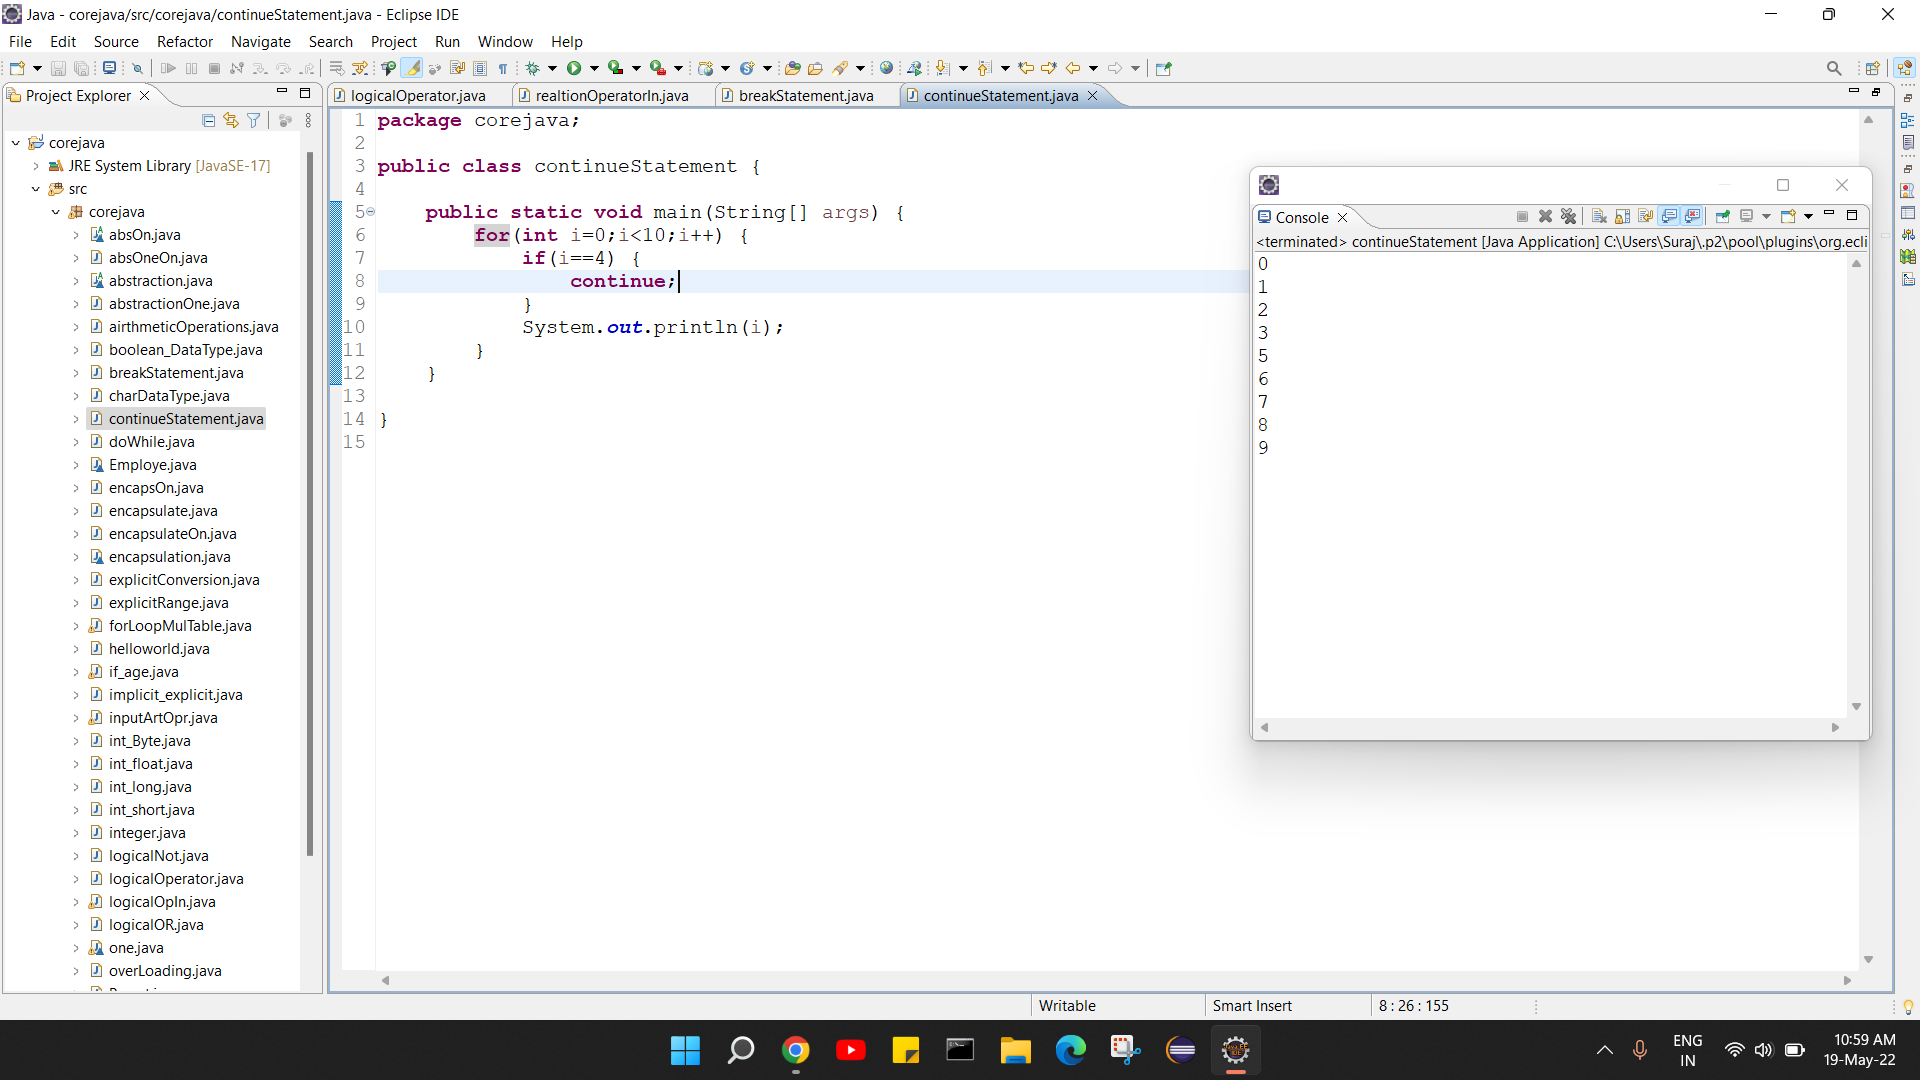 Java - corejava/src/corejava/continueStatement.java - Eclipse IDE
File Edit Source Refactor Navigate Search Project Run Window Help
Project Explorer
logicalOperator.java realtionOperatorIn.java breakStatement.java continueStatement.java
corejava
JRE System Library [JavaSE-17]
src
corejava
absOn.java
absOneOn.java
abstraction.java
abstractionOne.java
airthmeticOperations.java
boolean_DataType.java
breakStatement.java
charDataType.java
continueStatement.java
doWhile.java
Employe.java
encapsOn.java
encapsulate.java
encapsulateOn.java
encapsulation.java
explicitConversion.java
explicitRange.java
forLoopMulTable.java
helloworld.java
if_age.java
implicit_explicit.java
inputArtOpr.java
int_Byte.java
int_float.java
int_long.java
int_short.java
integer.java
logicalNot.java
logicalOperator.java
logicalOpIn.java
logicalOR.java
one.java
overLoading.java
1 package corejava;
2
3 public class continueStatement {
4
5 public static void main(String[] args) {
6 for(int i=0;i<10;i++) {
7 if(i==4) {
8 continue;
9 }
10 System.out.println(i);
11 }
12 }
13
14 }
15
Console
<terminated> continueStatement [Java Application] C:\Users\Suraj\.p2\pool\plugins\org.ecli
0
1
2
3
5
6
7
8
9
Writable Smart Insert 8 : 26 : 155
ENG
IN
10:59 AM
19-May-22